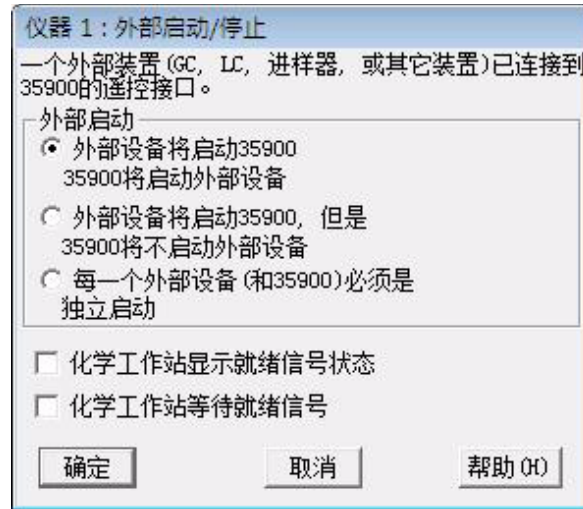 仪器 1：外部启动/停止
一个外部装置(GC, LC, 进样器, 或其它装置)已连接到
35900的遥控接口。
外部启动
外部设备将启动35900
35900将启动外部设备
外部设备将启动35900, 但是
35900将不启动外部设备
每一个外部设备(和35900)必须是
独立启动
化学工作站显示就绪信号状态
化学工作站等待就绪信号
确定 取消 帮助(H)